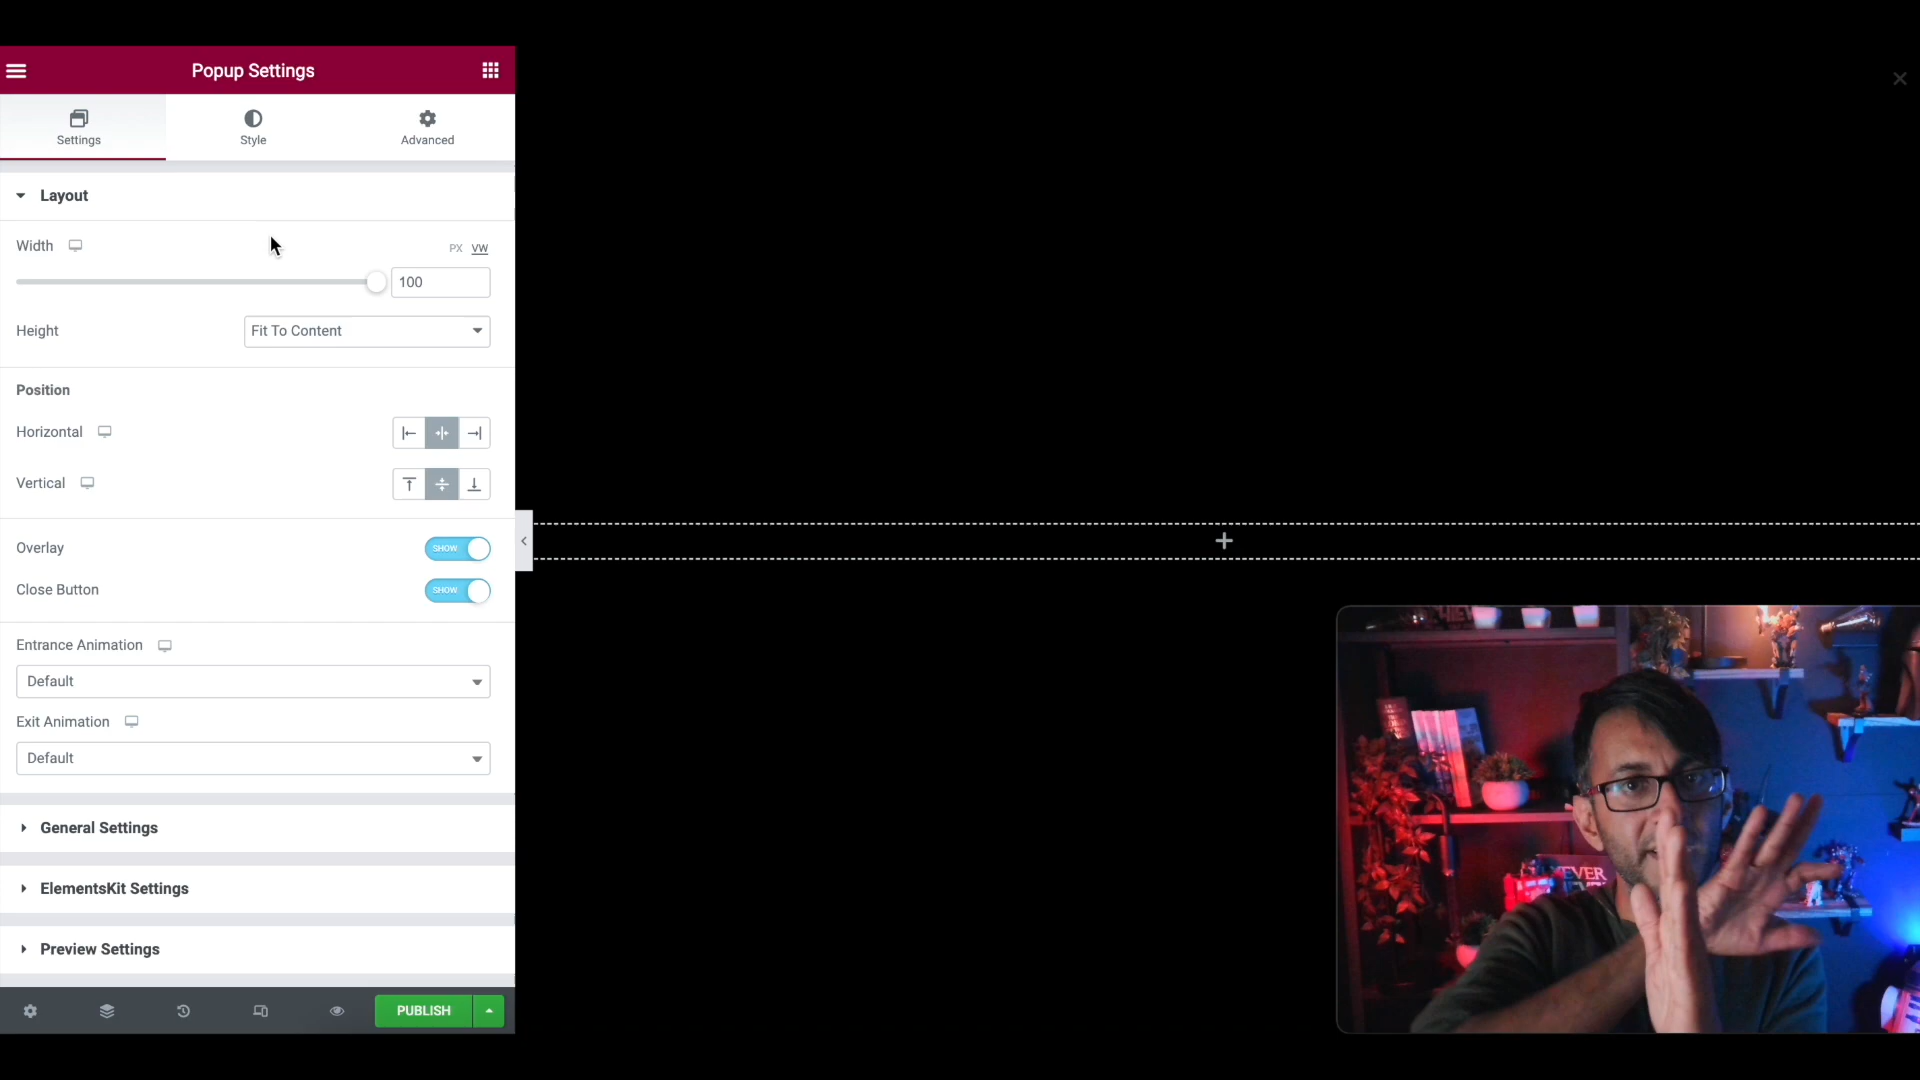 Popup Settings
Settings
Style
Advanced
Layout
Width
PX VW
100
Height
Fit To Content
Position
Horizontal
Vertical
Overlay
SHOW
Close Button
SHOW
Entrance Animation
Default
Exit Animation
Default
General Settings
ElementsKit Settings
Preview Settings
PUBLISH